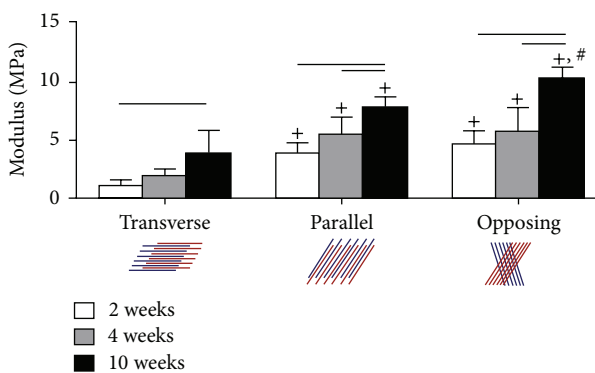 Modulus (MPa)
15
10
5
0
+
+
+
+
+
+, #
Transverse Parallel Opposing
2 weeks
4 weeks
10 weeks